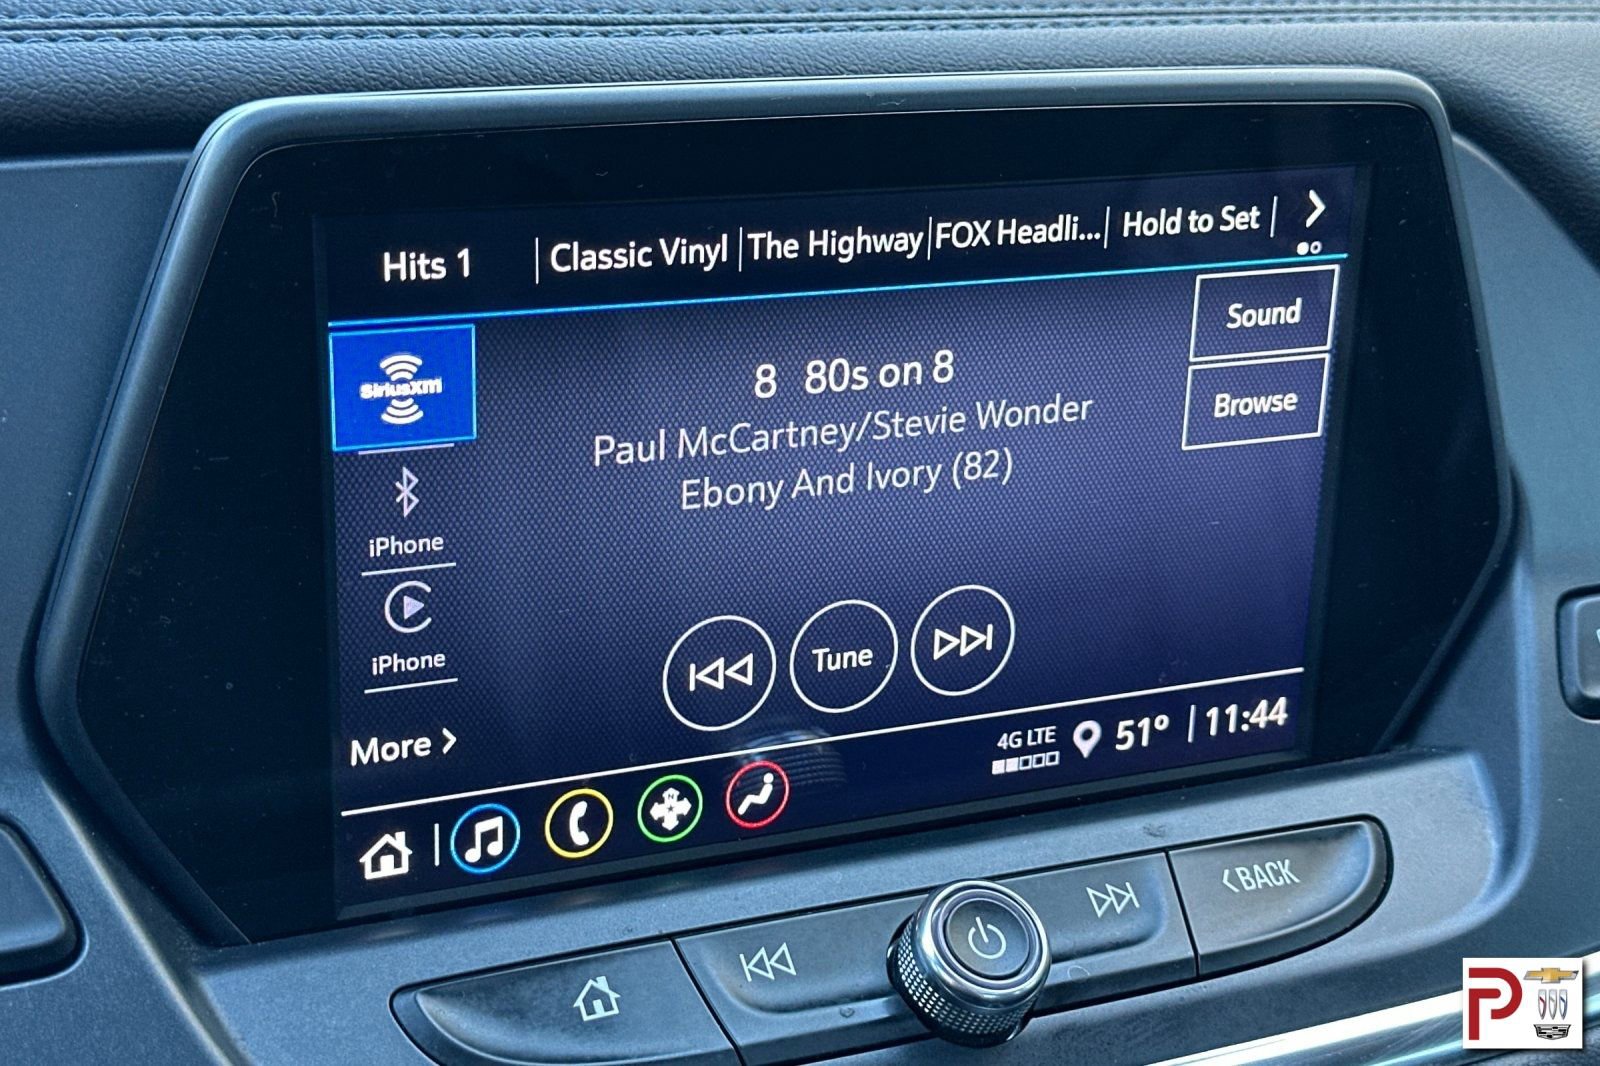 Hits 1 | Classic Vinyl | The Highway | FOX Headli... | Hold to Set |
Sound
SiriusXM
8 80s on 8
Browse
Paul McCartney/Stevie Wonder
Ebony And Ivory (82)
iPhone
iPhone
Tune
More >
4G LTE 51° | 11:44
N
<BACK
P